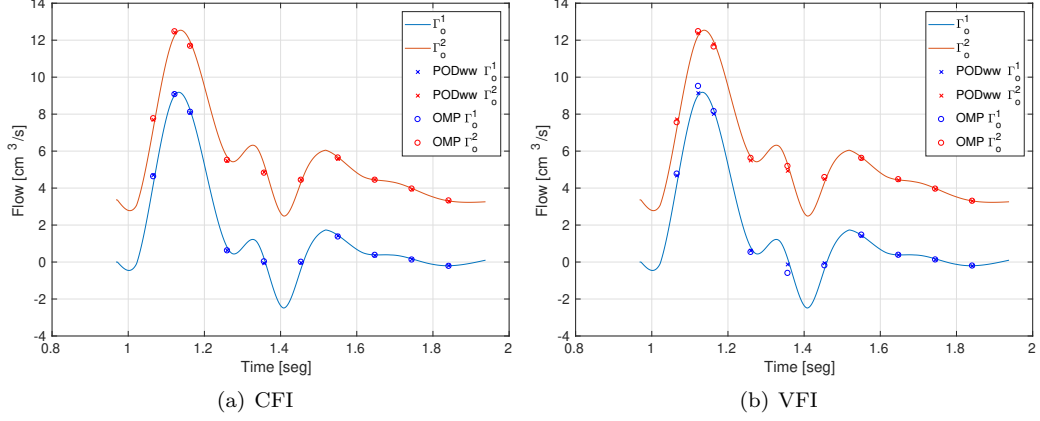 14
12
10
8
6
4
2
0
-2
-4
Flow [cm ³/s]
0.8 1 1.2 1.4 1.6 1.8 2
Time [seg]
Γₒ¹
Γₒ²
PODww Γₒ¹
PODww Γₒ²
OMP Γₒ¹
OMP Γₒ²
(a) CFI
14
12
10
8
6
4
2
0
-2
-4
Flow [cm ³/s]
0.8 1 1.2 1.4 1.6 1.8 2
Time [seg]
Γₒ¹
Γₒ²
PODww Γₒ¹
PODww Γₒ²
OMP Γₒ¹
OMP Γₒ²
(b) VFI